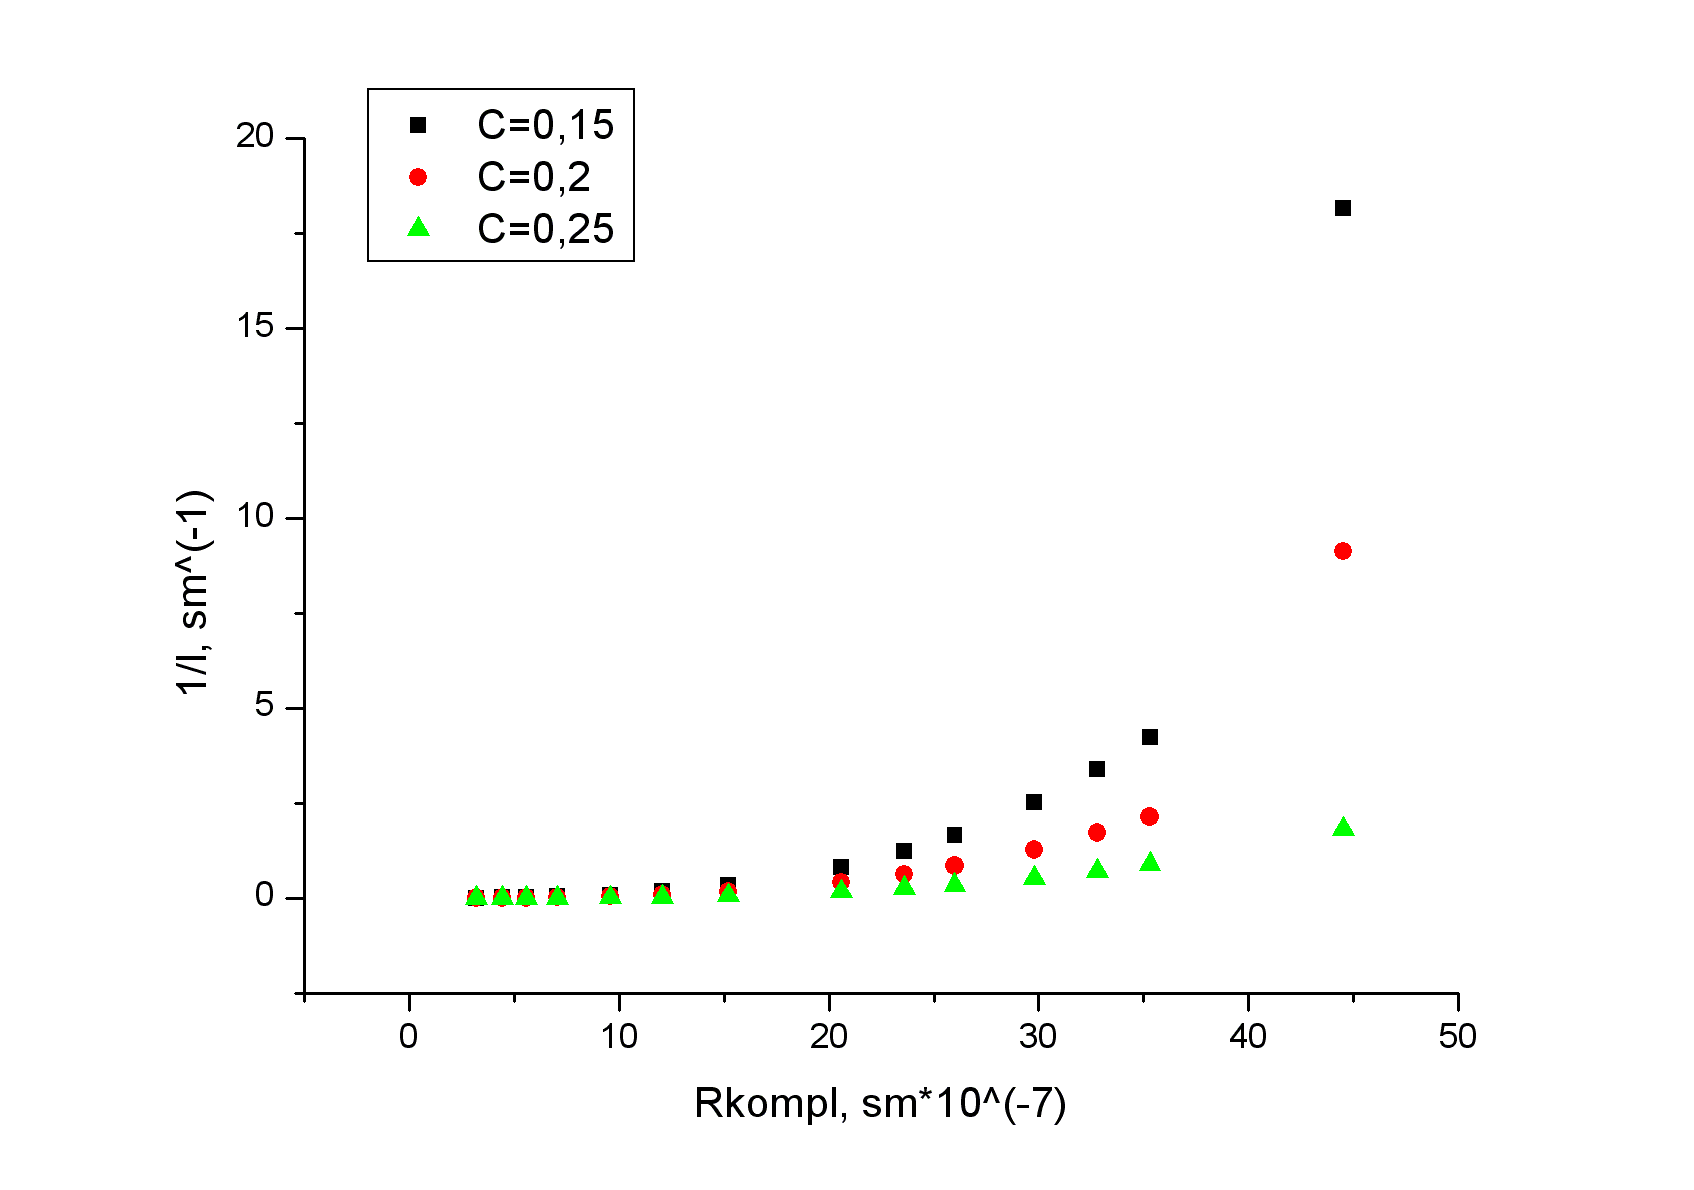 C=0,15
C=0,2
C=0,25
20
15
10
5
0
1/l, sm^(-1)
0 10 20 30 40 50
Rkompl, sm*10^(-7)